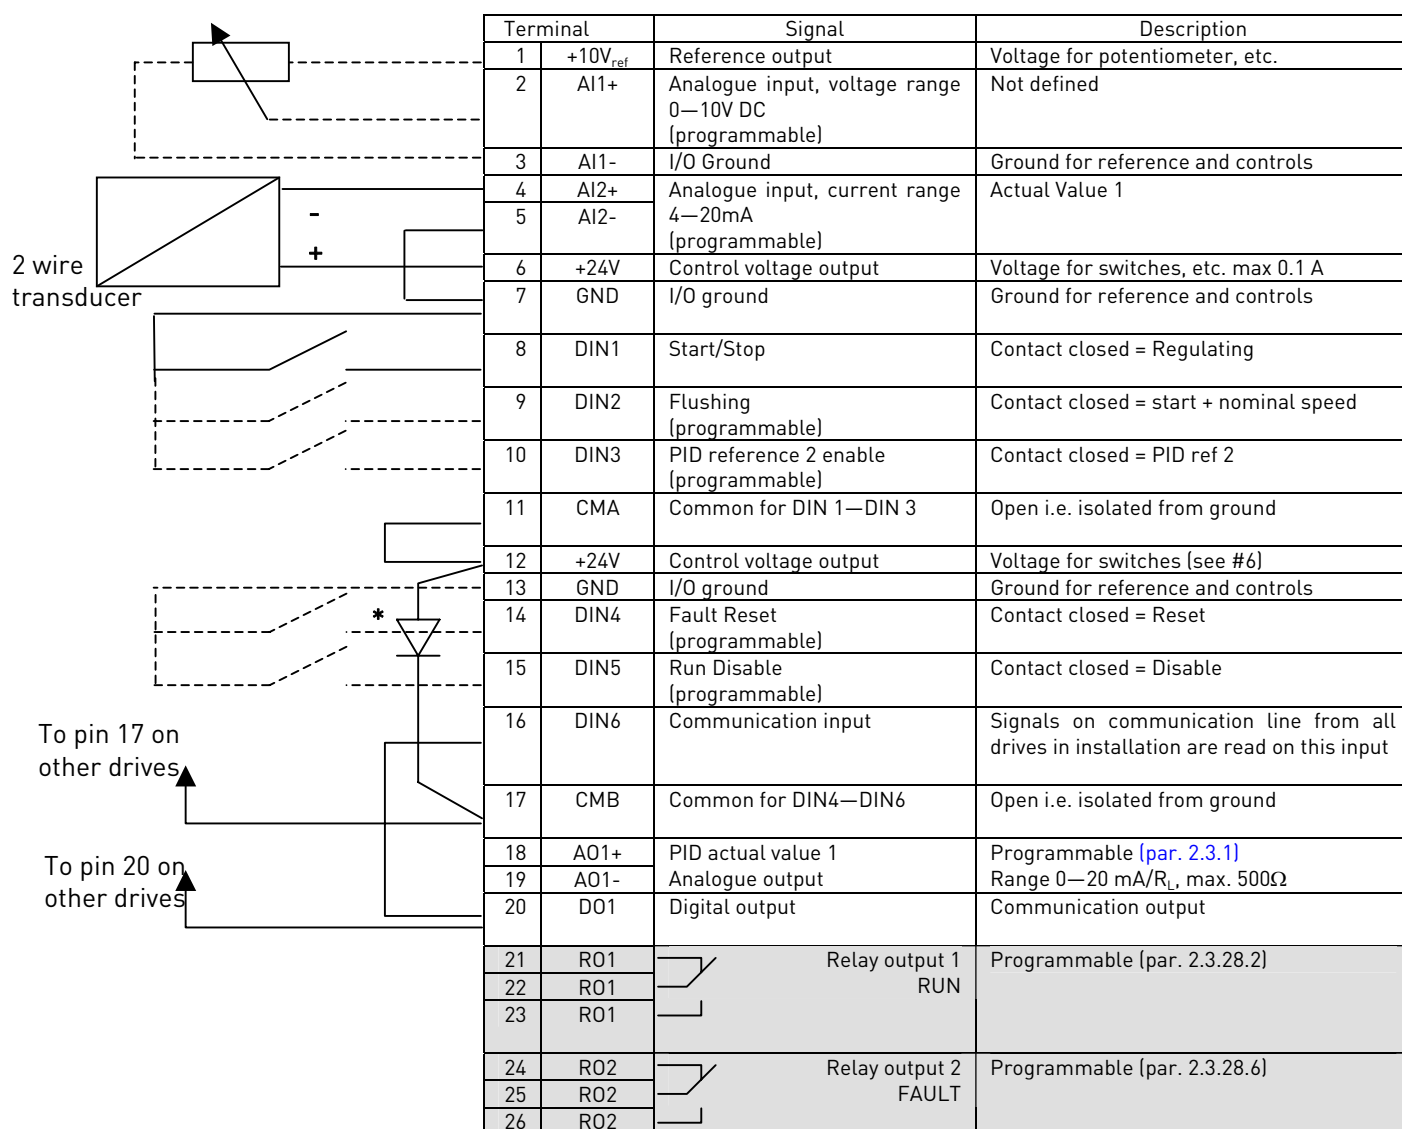 Terminal Signal Description
1 +10Vref Reference output Voltage for potentiometer, etc.
2 AI1+ Analogue input, voltage range Not defined
0—10V DC
(programmable)
3 AI1- I/O Ground Ground for reference and controls
4 AI2+ Analogue input, current range Actual Value 1
5 AI2- 4—20mA
(programmable)
-
+
2 wire
transducer
6 +24V Control voltage output Voltage for switches, etc. max 0.1 A
7 GND I/O ground Ground for reference and controls
8 DIN1 Start/Stop Contact closed = Regulating
9 DIN2 Flushing Contact closed = start + nominal speed
(programmable)
10 DIN3 PID reference 2 enable Contact closed = PID ref 2
(programmable)
11 CMA Common for DIN 1—DIN 3 Open i.e. isolated from ground
12 +24V Control voltage output Voltage for switches (see #6)
13 GND I/O ground Ground for reference and controls
*
14 DIN4 Fault Reset Contact closed = Reset
(programmable)
15 DIN5 Run Disable Contact closed = Disable
(programmable)
16 DIN6 Communication input Signals on communication line from all
drives in installation are read on this input
To pin 17 on
other drives
17 CMB Common for DIN4—DIN6 Open i.e. isolated from ground
18 AO1+ PID actual value 1 Programmable (par. 2.3.1)
19 AO1- Analogue output Range 0—20 mA/RL, max. 500Ω
To pin 20 on
other drives
20 DO1 Digital output Communication output
21 RO1 Relay output 1 Programmable (par. 2.3.28.2)
22 RO1 RUN
23 RO1
24 RO2 Relay output 2 Programmable (par. 2.3.28.6)
25 RO2 FAULT
26 RO2